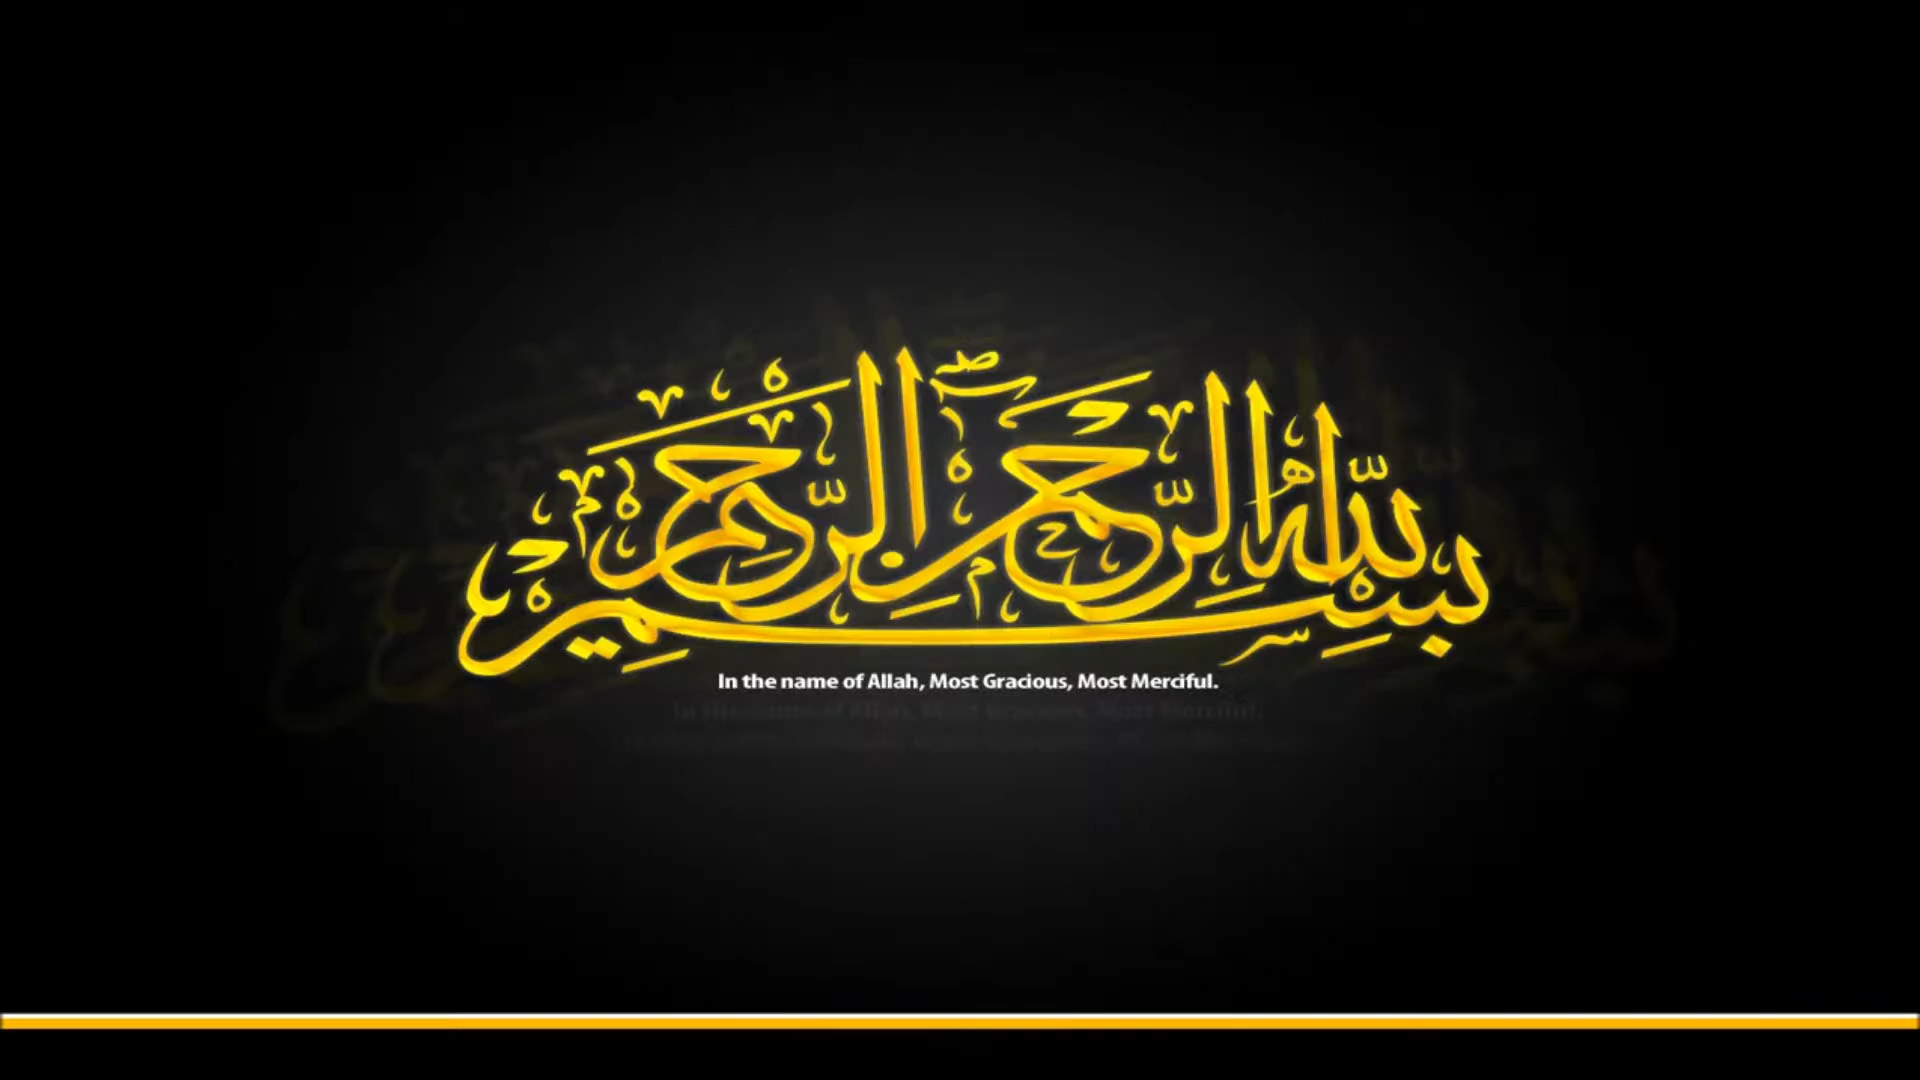 بِسْمِ اللَّهِ الرَّحْمَٰنِ الرَّحِيمِ
In the name of Allah, Most Gracious, Most Merciful.